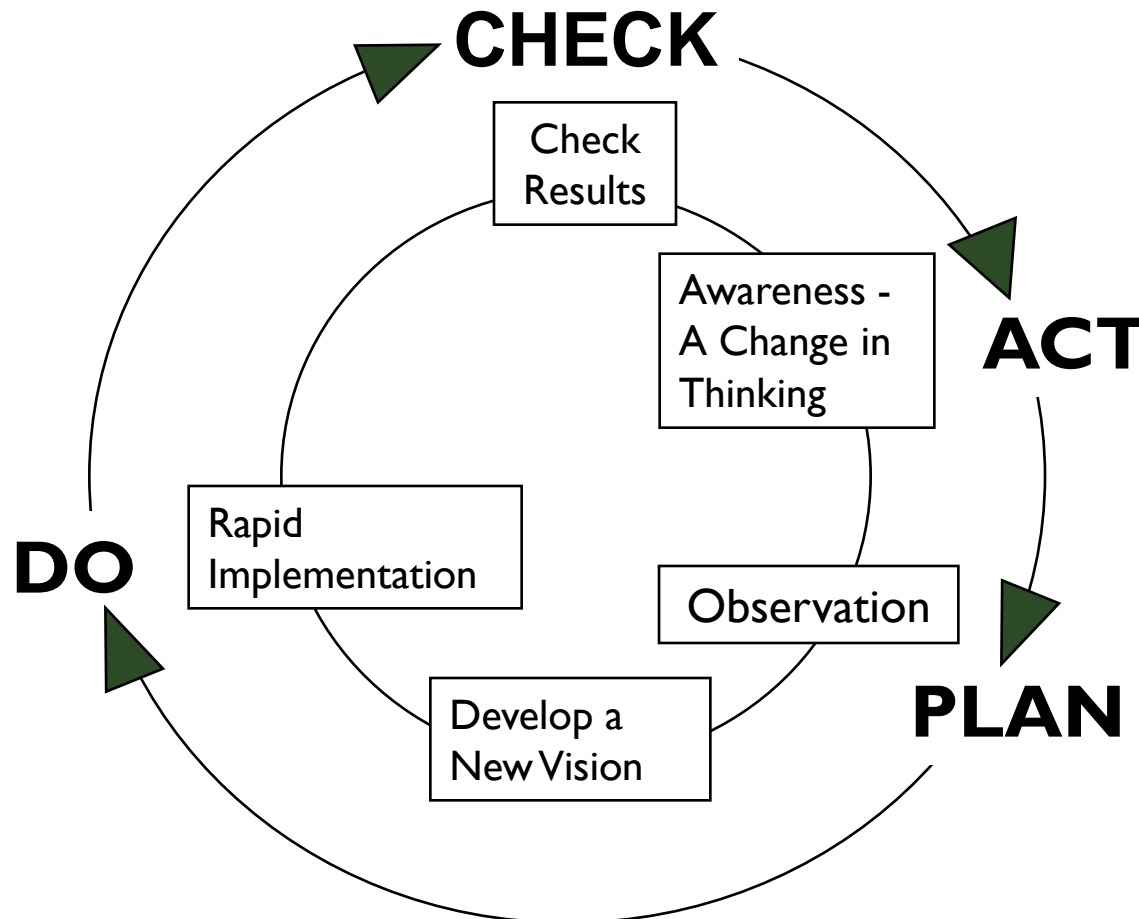 CHECK
Check
Results
Awareness -
A Change in
Thinking
ACT
Rapid
Implementation
DO
Observation
Develop a
New Vision
PLAN